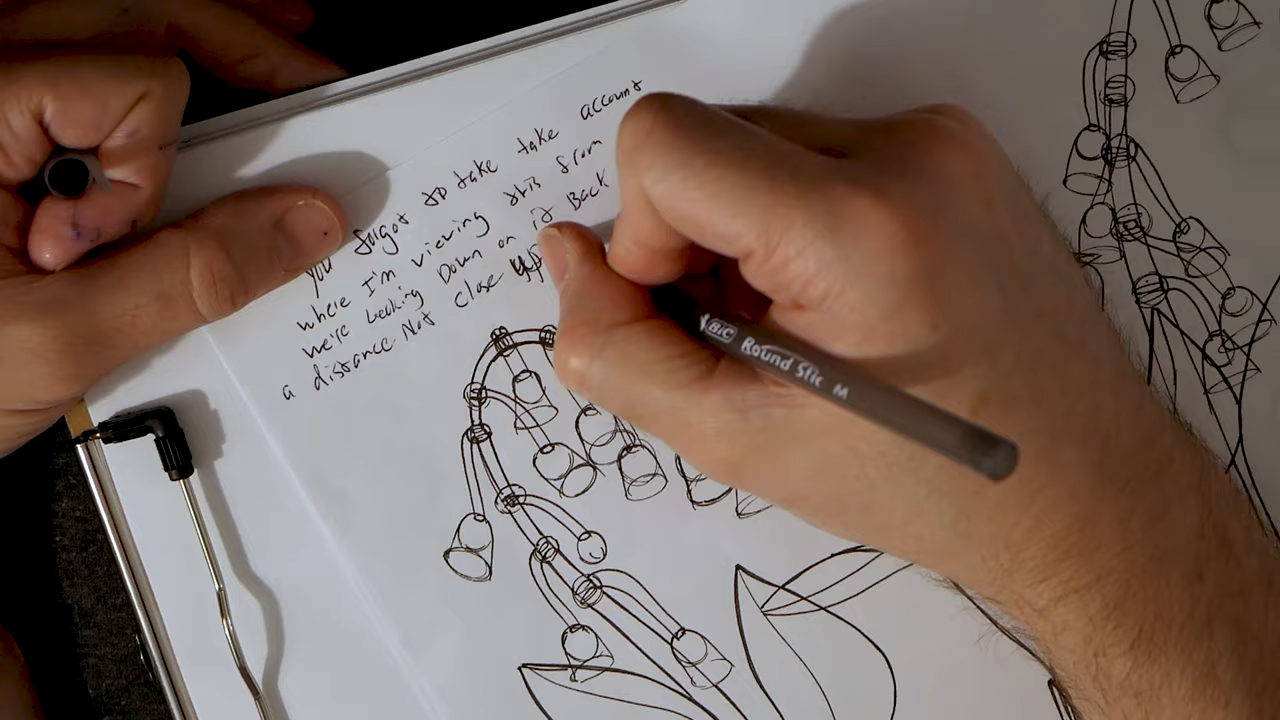 You forgot to take take account
where I'm viewing this from
we're looking Down on it Back
a distance Not close
BIC Round Stic M